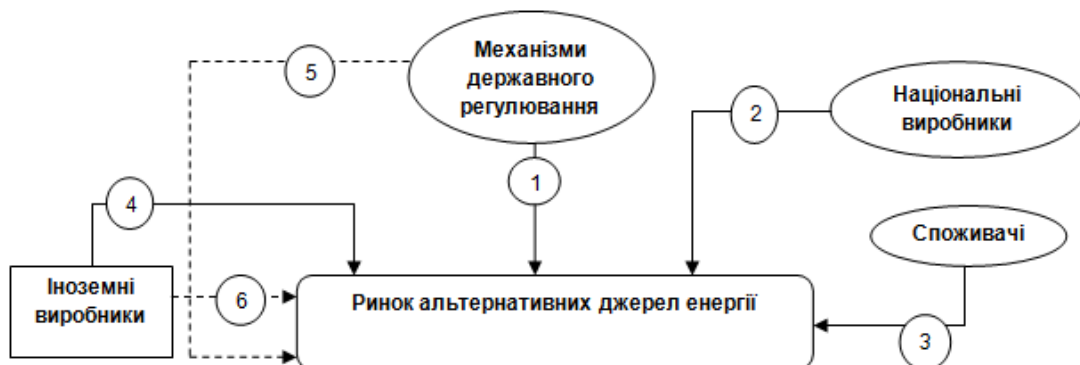 Механізми
державного
регулювання
5
Національні
виробники
2
1
4
Споживачі
Іноземні
виробники
6
Ринок альтернативних джерел енергії
3